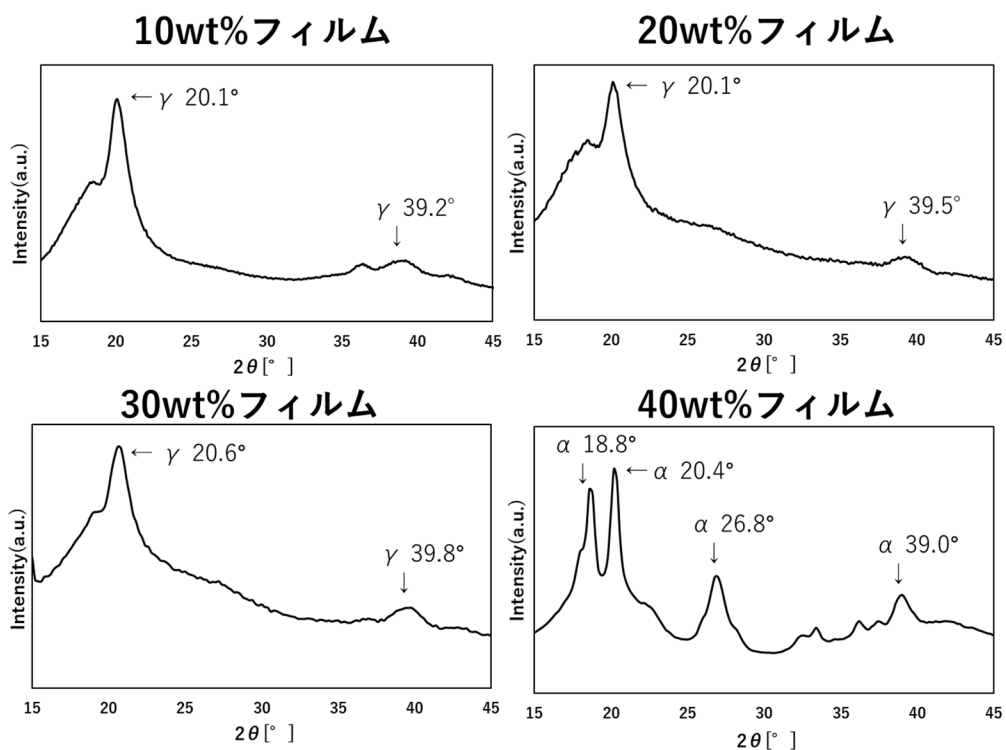 10wt%フィルム
← γ 20.1°
γ 39.2°
↓
Intensity(a.u.)
15 20 25 30 35 40 45
2θ[° ]
20wt%フィルム
← γ 20.1°
γ 39.5°
↓
Intensity(a.u.)
15 20 25 30 35 40 45
2θ[° ]
30wt%フィルム
← γ 20.6°
γ 39.8°
↓
Intensity(a.u.)
15 20 25 30 35 40 45
2θ[° ]
40wt%フィルム
α 18.8°
↓
← α 20.4°
α 26.8°
↓
α 39.0°
↓
Intensity(a.u.)
15 20 25 30 35 40 45
2θ[° ]